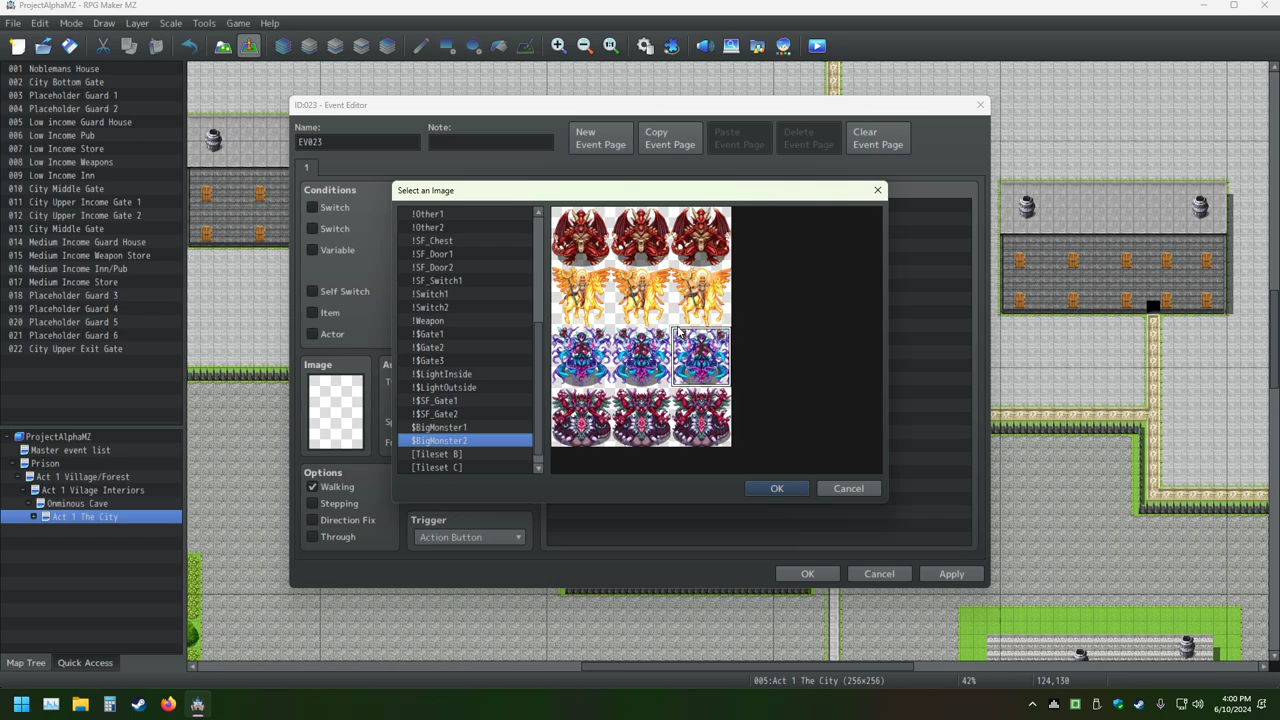 ProjectAlphaMZ - RPG Maker MZ
File Edit Mode Draw Layer Scale Tools Game Help
001 Noblemans House
002 City Bottom Gate
003 Placeholder Guard 1
004 Placeholder Guard 2
005 Low income Guard House
006 Low Income Pub
007 Low Income Store
008 Low Income Weapons
009 Low Income Inn
010 City Middle Gate
011 City Upper Income Gate 1
012 City Upper Income Gate 2
013 City Middle Gate
014 Medium Income Guard House
015 Medium Income Weapon Store
016 Medium Income Inn/Pub
017 Medium Income Store
018 Placeholder Guard 3
019 Placeholder Guard 4
020 Placeholder Guard 5
021 Placeholder Guard 6
022 City Upper Exit Gate
ProjectAlphaMZ
Master event list
Prison
Act 1 Village/Forest
Act 1 Vilage Interiors
Onminous Cave
Act 1 The City
Map Tree Quick Access
ID:023 - Event Editor
Name:
EV023
Note:
New Event Page
Copy Event Page
Paste Event Page
Delete Event Page
Clear Event Page
1
Conditions
Switch
Switch
Variable
Self Switch
Item
Actor
Image
Options
Walking
Stepping
Direction Fix
Through
Trigger
Action Button
OK Cancel Apply
Select an Image
!Other1
!Other2
!SF_Chest
!SF_Door1
!SF_Door2
!SF_Switch1
!Switch1
!Switch2
!Weapon
!$Gate1
!$Gate2
!$Gate3
!$LightInside
!$LightOutside
!$SF_Gate1
!$SF_Gate2
$BigMonster1
$BigMonster2
[Tileset B]
[Tileset C]
OK Cancel
005:Act 1 The City (256x256) 42% 124,130
4:00 PM
6/10/2024